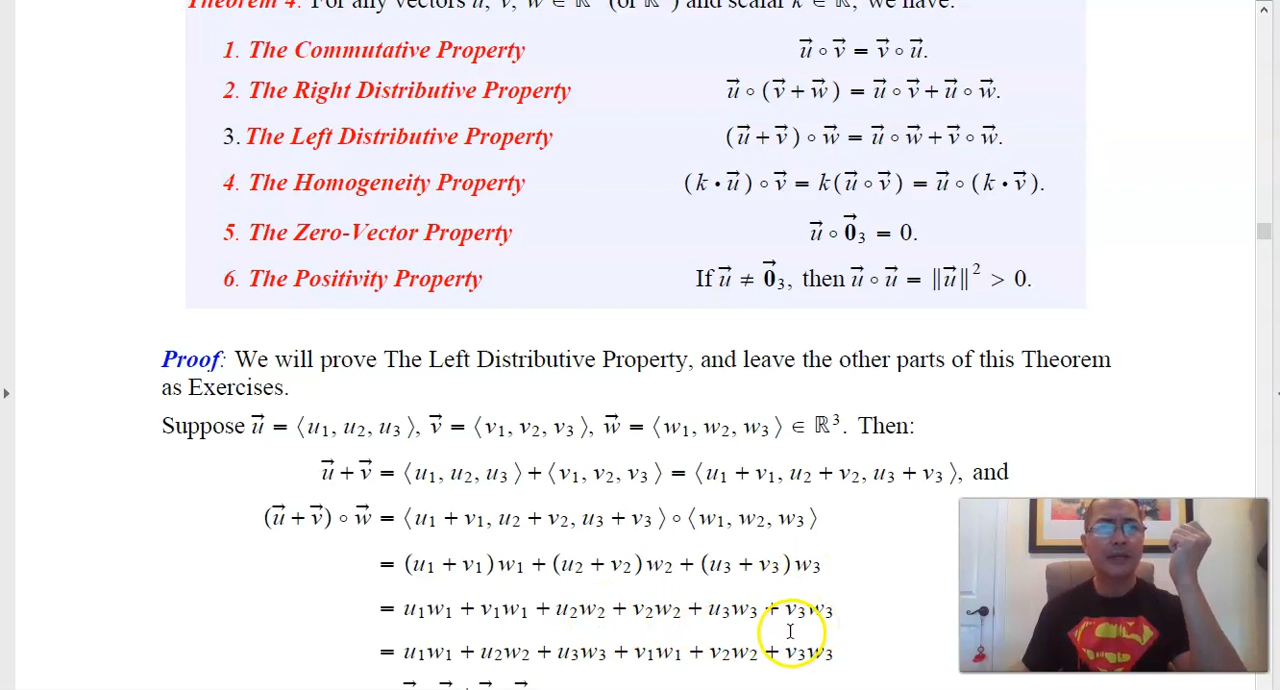 Theorem 4: For any vectors u⃗, v⃗, w⃗ ∈ ℝ² (or ℝ³) and scalar k ∈ ℝ, we have:
1. The Commutative Property u⃗ ∘ v⃗ = v⃗ ∘ u⃗.
2. The Right Distributive Property u⃗ ∘ (v⃗ + w⃗) = u⃗ ∘ v⃗ + u⃗ ∘ w⃗.
3. The Left Distributive Property (u⃗ + v⃗) ∘ w⃗ = u⃗ ∘ w⃗ + v⃗ ∘ w⃗.
4. The Homogeneity Property (k • u⃗) ∘ v⃗ = k(u⃗ ∘ v⃗) = u⃗ ∘ (k • v⃗).
5. The Zero-Vector Property u⃗ ∘ 0⃗₃ = 0.
6. The Positivity Property If u⃗ ≠ 0⃗₃, then u⃗ ∘ u⃗ = ‖u⃗‖² > 0.
Proof: We will prove The Left Distributive Property, and leave the other parts of this Theorem
as Exercises.
Suppose u⃗ = ⟨u₁, u₂, u₃⟩, v⃗ = ⟨v₁, v₂, v₃⟩, w⃗ = ⟨w₁, w₂, w₃⟩ ∈ ℝ³. Then:
u⃗ + v⃗ = ⟨u₁, u₂, u₃⟩ + ⟨v₁, v₂, v₃⟩ = ⟨u₁ + v₁, u₂ + v₂, u₃ + v₃⟩, and
(u⃗ + v⃗) ∘ w⃗ = ⟨u₁ + v₁, u₂ + v₂, u₃ + v₃⟩ ∘ ⟨w₁, w₂, w₃⟩
= (u₁ + v₁)w₁ + (u₂ + v₂)w₂ + (u₃ + v₃)w₃
= u₁w₁ + v₁w₁ + u₂w₂ + v₂w₂ + u₃w₃ + v₃w₃
= u₁w₁ + u₂w₂ + u₃w₃ + v₁w₁ + v₂w₂ + v₃w₃